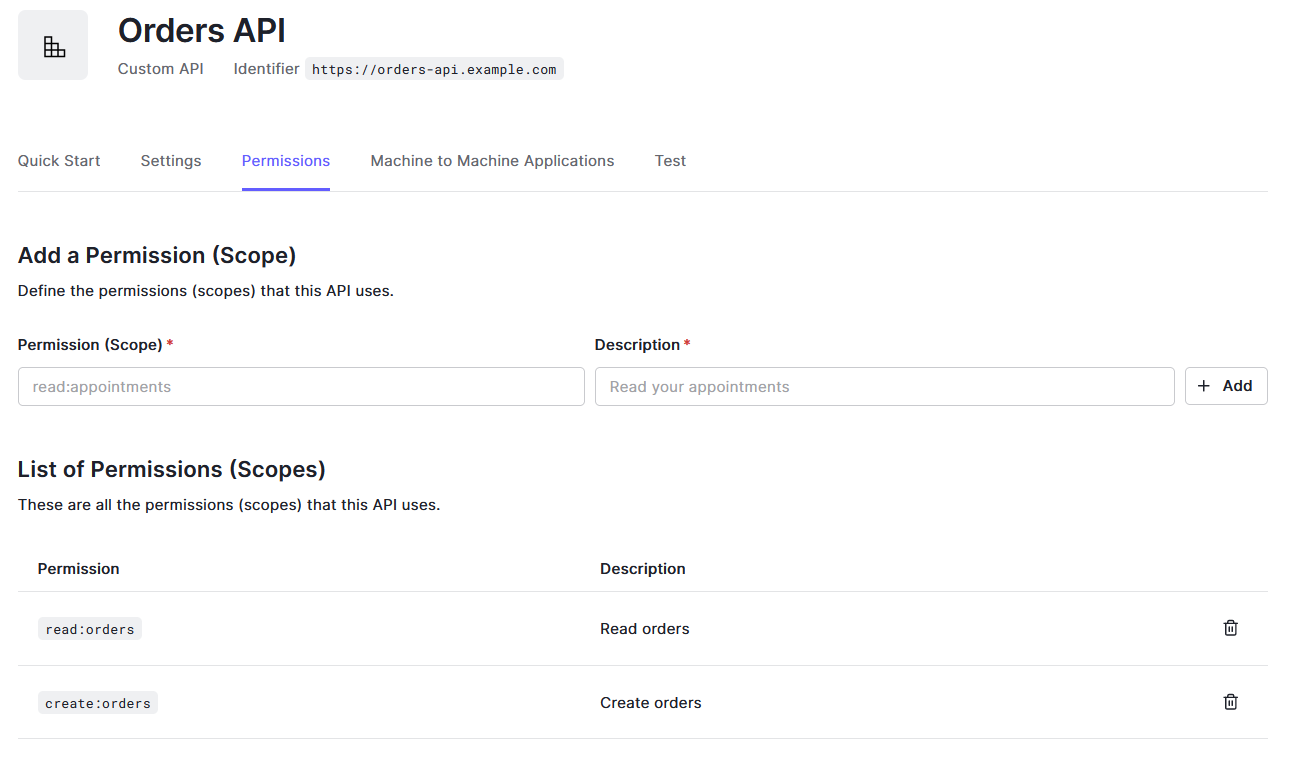 Orders API
Custom API Identifier https://orders-api.example.com
Quick Start Settings Permissions Machine to Machine Applications Test
Add a Permission (Scope)
Define the permissions (scopes) that this API uses.
Permission (Scope) * Description *
read:appointments Read your appointments + Add
List of Permissions (Scopes)
These are all the permissions (scopes) that this API uses.
Permission Description
read:orders Read orders
create:orders Create orders